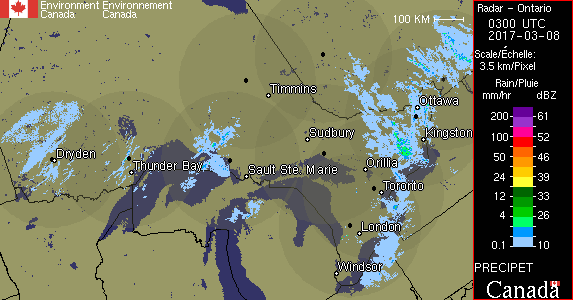 Environment Environnement
Canada Canada
100 KM
Timmins
Ottawa
Sudbury
Kingston
Dryden
Thunder Bay
Sault Ste. Marie
Orillia
Toronto
London
Windsor
Radar - Ontario
0300 UTC
2017-03-08
Scale/Échelle:
3.5 km/Pixel
Rain/Pluie
mm/hr dBZ
200 61
100 57
50 52
50 46
24 39
12 33
4 26
1 20
0.1 10
PRECIPET
Canada